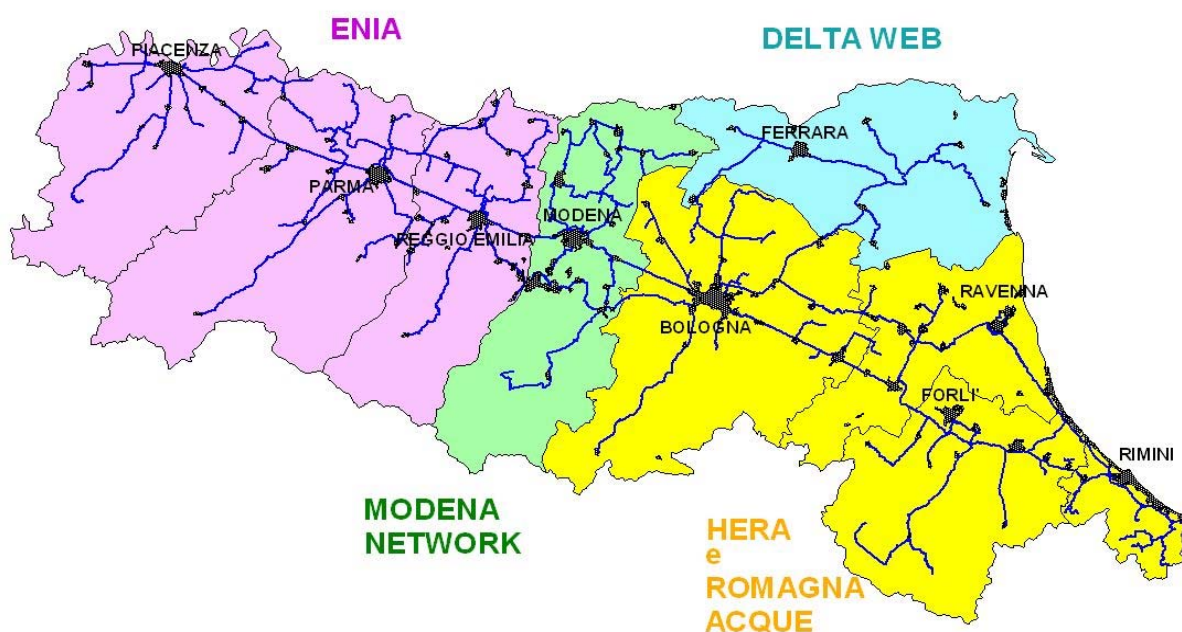 ENIA
DELTA WEB
PIACENZA
FERRARA
PARMA
MODENA
REGGIO EMILIA
RAVENNA
BOLOGNA
FORLI'
RIMINI
MODENA
NETWORK
HERA
e
ROMAGNA
ACQUE